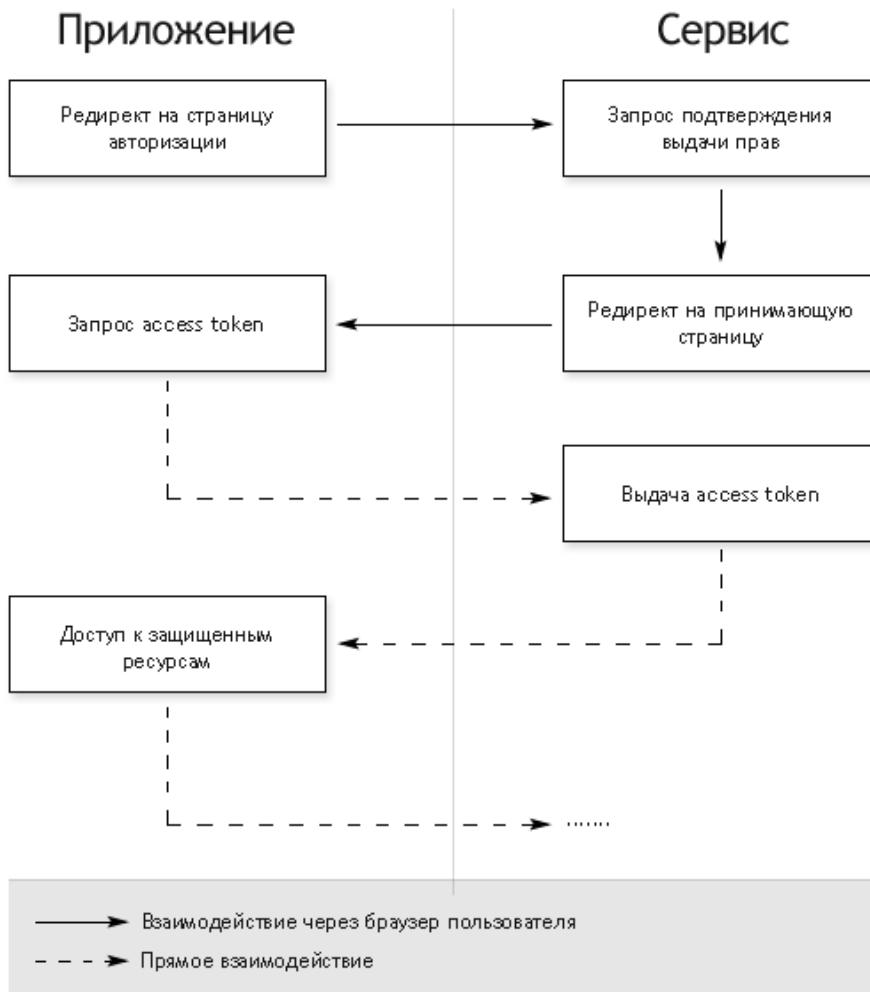 Приложение
Сервис
Редирект на страницу
авторизации
Запрос подтверждения
выдачи прав
Запрос access token
Редирект на принимающую
страницу
Выдача access token
Доступ к защищенным
ресурсам
.......
Взаимодействие через браузер пользователя
Прямое взаимодействие